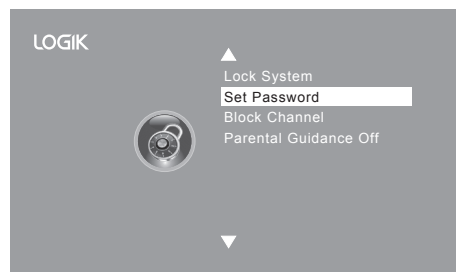 LOGIK
Lock System
Set Password
Block Channel
Parental Guidance Off